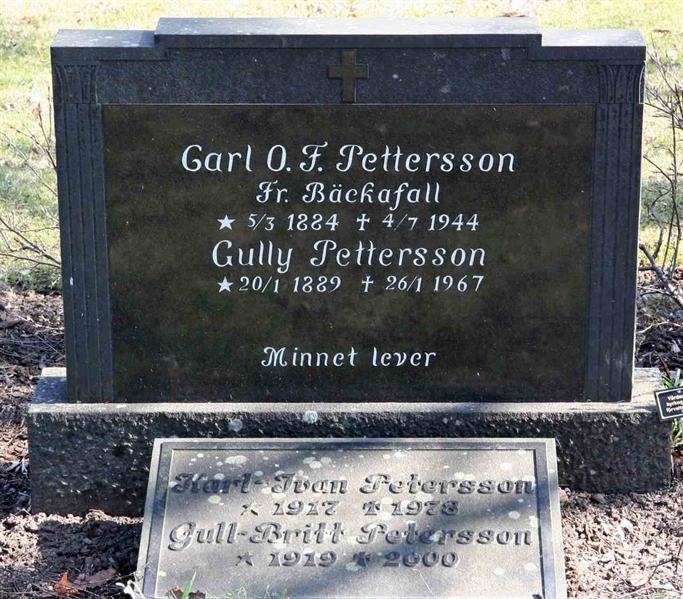 Carl O. F. Pettersson
Fr. Bäckafall
★ 5/3 1884 ✝ 4/7 1944
Gully Pettersson
★ 20/1 1889 ✝ 26/1 1967
Minnet lever
Karl-Ivan Petersson
★ 1917 ✝ 1978
Gull-Britt Petersson
★ 1919 ✝ 2000